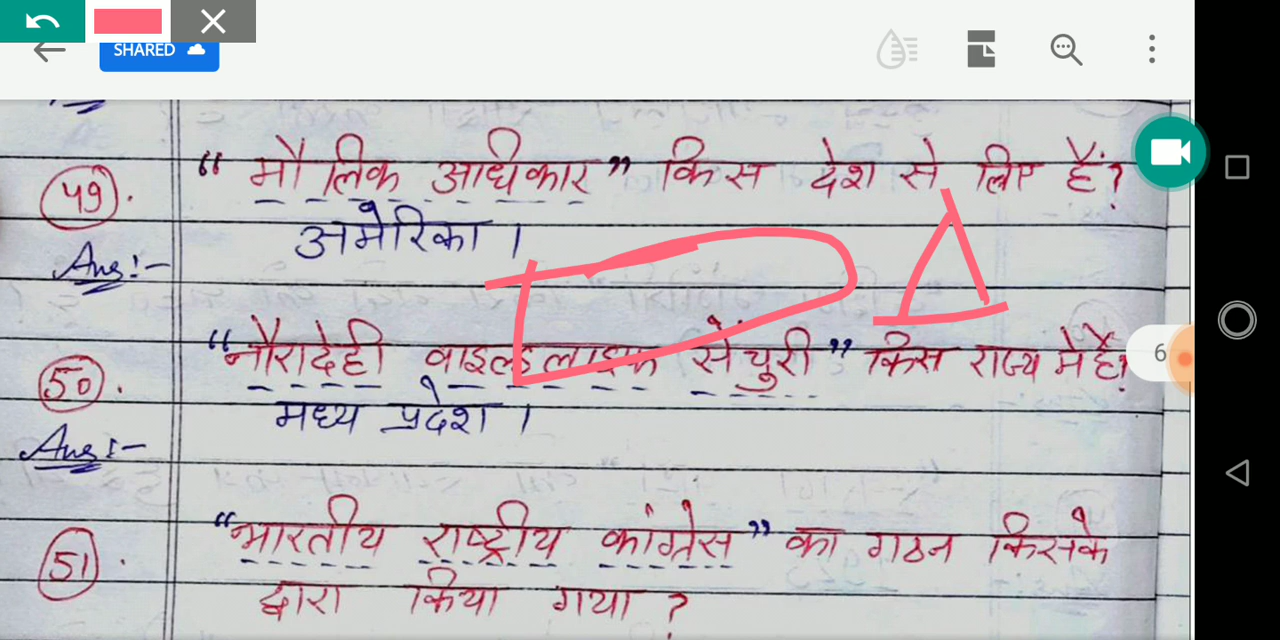 SHARED
49. "मौलिक अधिकार" किस देश से लिए हैं?
Ans:- अमेरिका।
50. "नौरादेही वाइल्डलाइफ सेंचुरी" किस राज्य में है?
Ans:- मध्य प्रदेश।
51. "भारतीय राष्ट्रीय कांग्रेस" का गठन किसके
द्वारा किया गया?
6